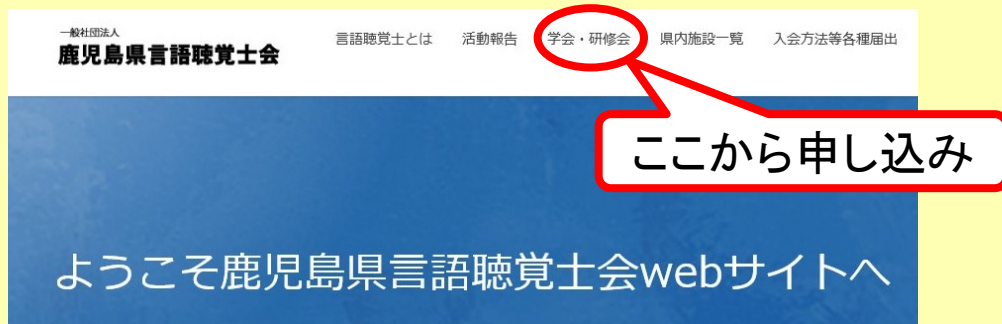 一般社団法人
鹿児島県言語聴覚士会
言語聴覚士とは 活動報告 学会・研修会 県内施設一覧 入会方法等各種届出
ここから申し込み
ようこそ鹿児島県言語聴覚士会webサイトへ